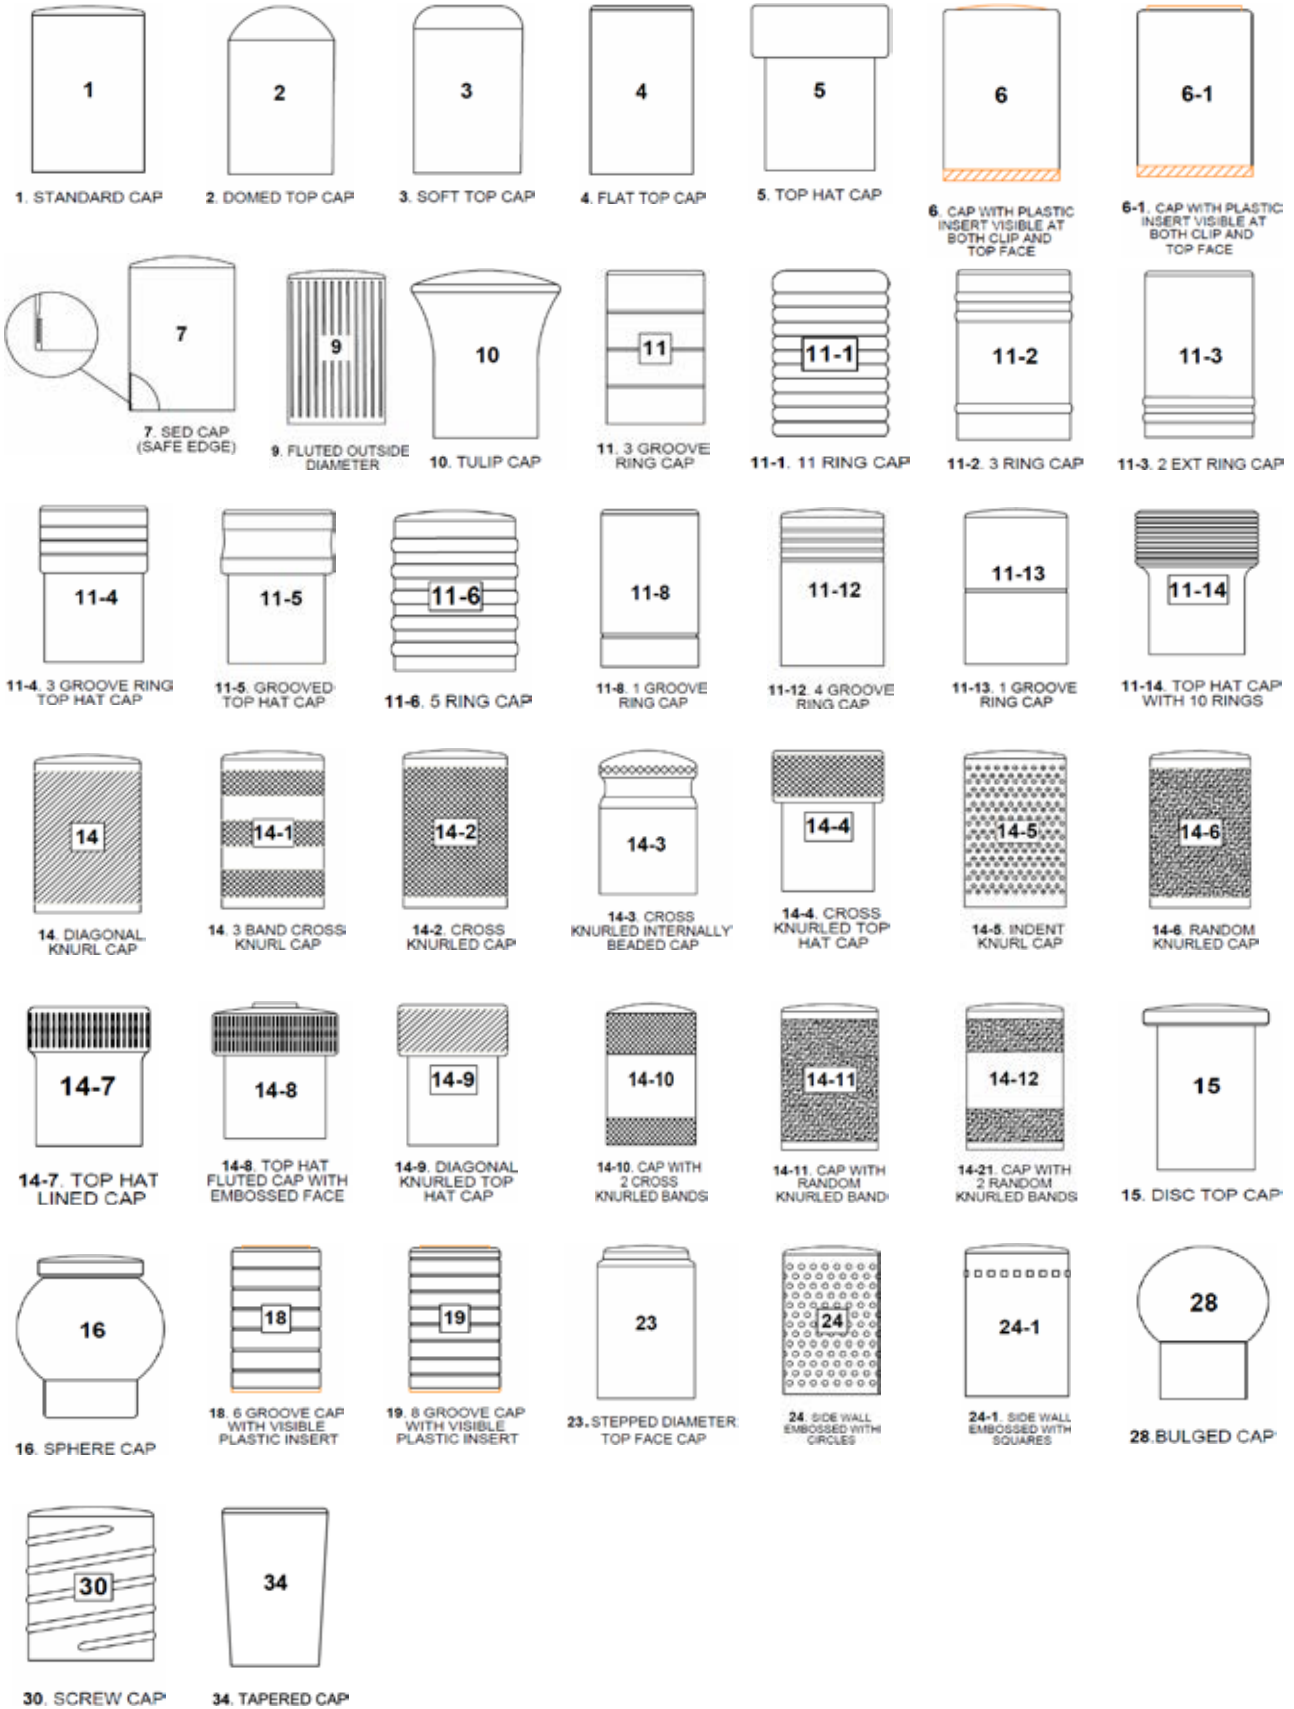 1
2
3
4
5
6
6-1
1. STANDARD CAP
2. DOMED TOP CAP
3. SOFT TOP CAP
4. FLAT TOP CAP
5. TOP HAT CAP
6. CAP WITH PLASTIC
INSERT VISIBLE AT
BOTH CLIP AND
TOP FACE
6-1. CAP WITH PLASTIC
INSERT VISIBLE AT
BOTH CLIP AND
TOP FACE
7
9
10
11
11-1
11-2
11-3
7. SED CAP
(SAFE EDGE)
9. FLUTED OUTSIDE
DIAMETER
10. TULIP CAP
11. 3 GROOVE
RING CAP
11-1. 11 RING CAP
11-2. 3 RING CAP
11-3. 2 EXT RING CAP
11-4
11-5
11-6
11-8
11-12
11-13
11-14
11-4. 3 GROOVE RING
TOP HAT CAP
11-5. GROOVED
TOP HAT CAP
11-6. 5 RING CAP
11-8. 1 GROOVE
RING CAP
11-12. 4 GROOVE
RING CAP
11-13. 1 GROOVE
RING CAP
11-14. TOP HAT CAP
WITH 10 RINGS
14
14-1
14-2
14-3
14-4
14-5
14-6
14. DIAGONAL
KNURL CAP
14. 3 BAND CROSS
KNURL CAP
14-2. CROSS
KNURLED CAP
14-3. CROSS
KNURLED INTERNALLY
BEADED CAP
14-4. CROSS
KNURLED TOP
HAT CAP
14-5. INDENT
KNURL CAP
14-6. RANDOM
KNURLED CAP
14-7
14-8
14-9
14-10
14-11
14-12
15
14-7. TOP HAT
LINED CAP
14-8. TOP HAT
FLUTED CAP WITH
EMBOSSED FACE
14-9. DIAGONAL
KNURLED TOP
HAT CAP
14-10. CAP WITH
2 CROSS
KNURLED BANDS
14-11. CAP WITH
RANDOM
KNURLED BAND
14-21. CAP WITH
2 RANDOM
KNURLED BANDS
15. DISC TOP CAP
16
18
19
23
24
24-1
28
16. SPHERE CAP
18. 6 GROOVE CAP
WITH VISIBLE
PLASTIC INSERT
19. 8 GROOVE CAP
WITH VISIBLE
PLASTIC INSERT
23. STEPPED DIAMETER
TOP FACE CAP
24. SIDE WALL
EMBOSSED WITH
CIRCLES
24-1. SIDE WALL
EMBOSSED WITH
SQUARES
28.BULGED CAP
30
34
30. SCREW CAP
34. TAPERED CAP